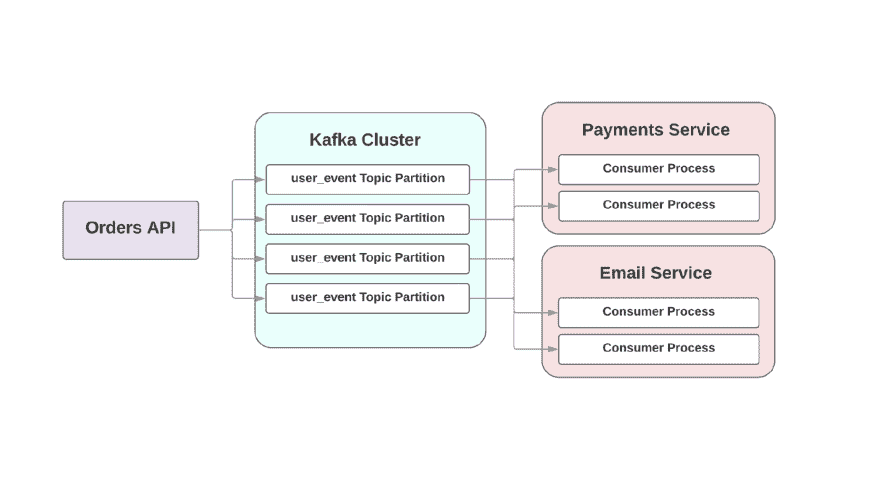 Orders API
Kafka Cluster
user_event Topic Partition
user_event Topic Partition
user_event Topic Partition
user_event Topic Partition
Payments Service
Consumer Process
Consumer Process
Email Service
Consumer Process
Consumer Process